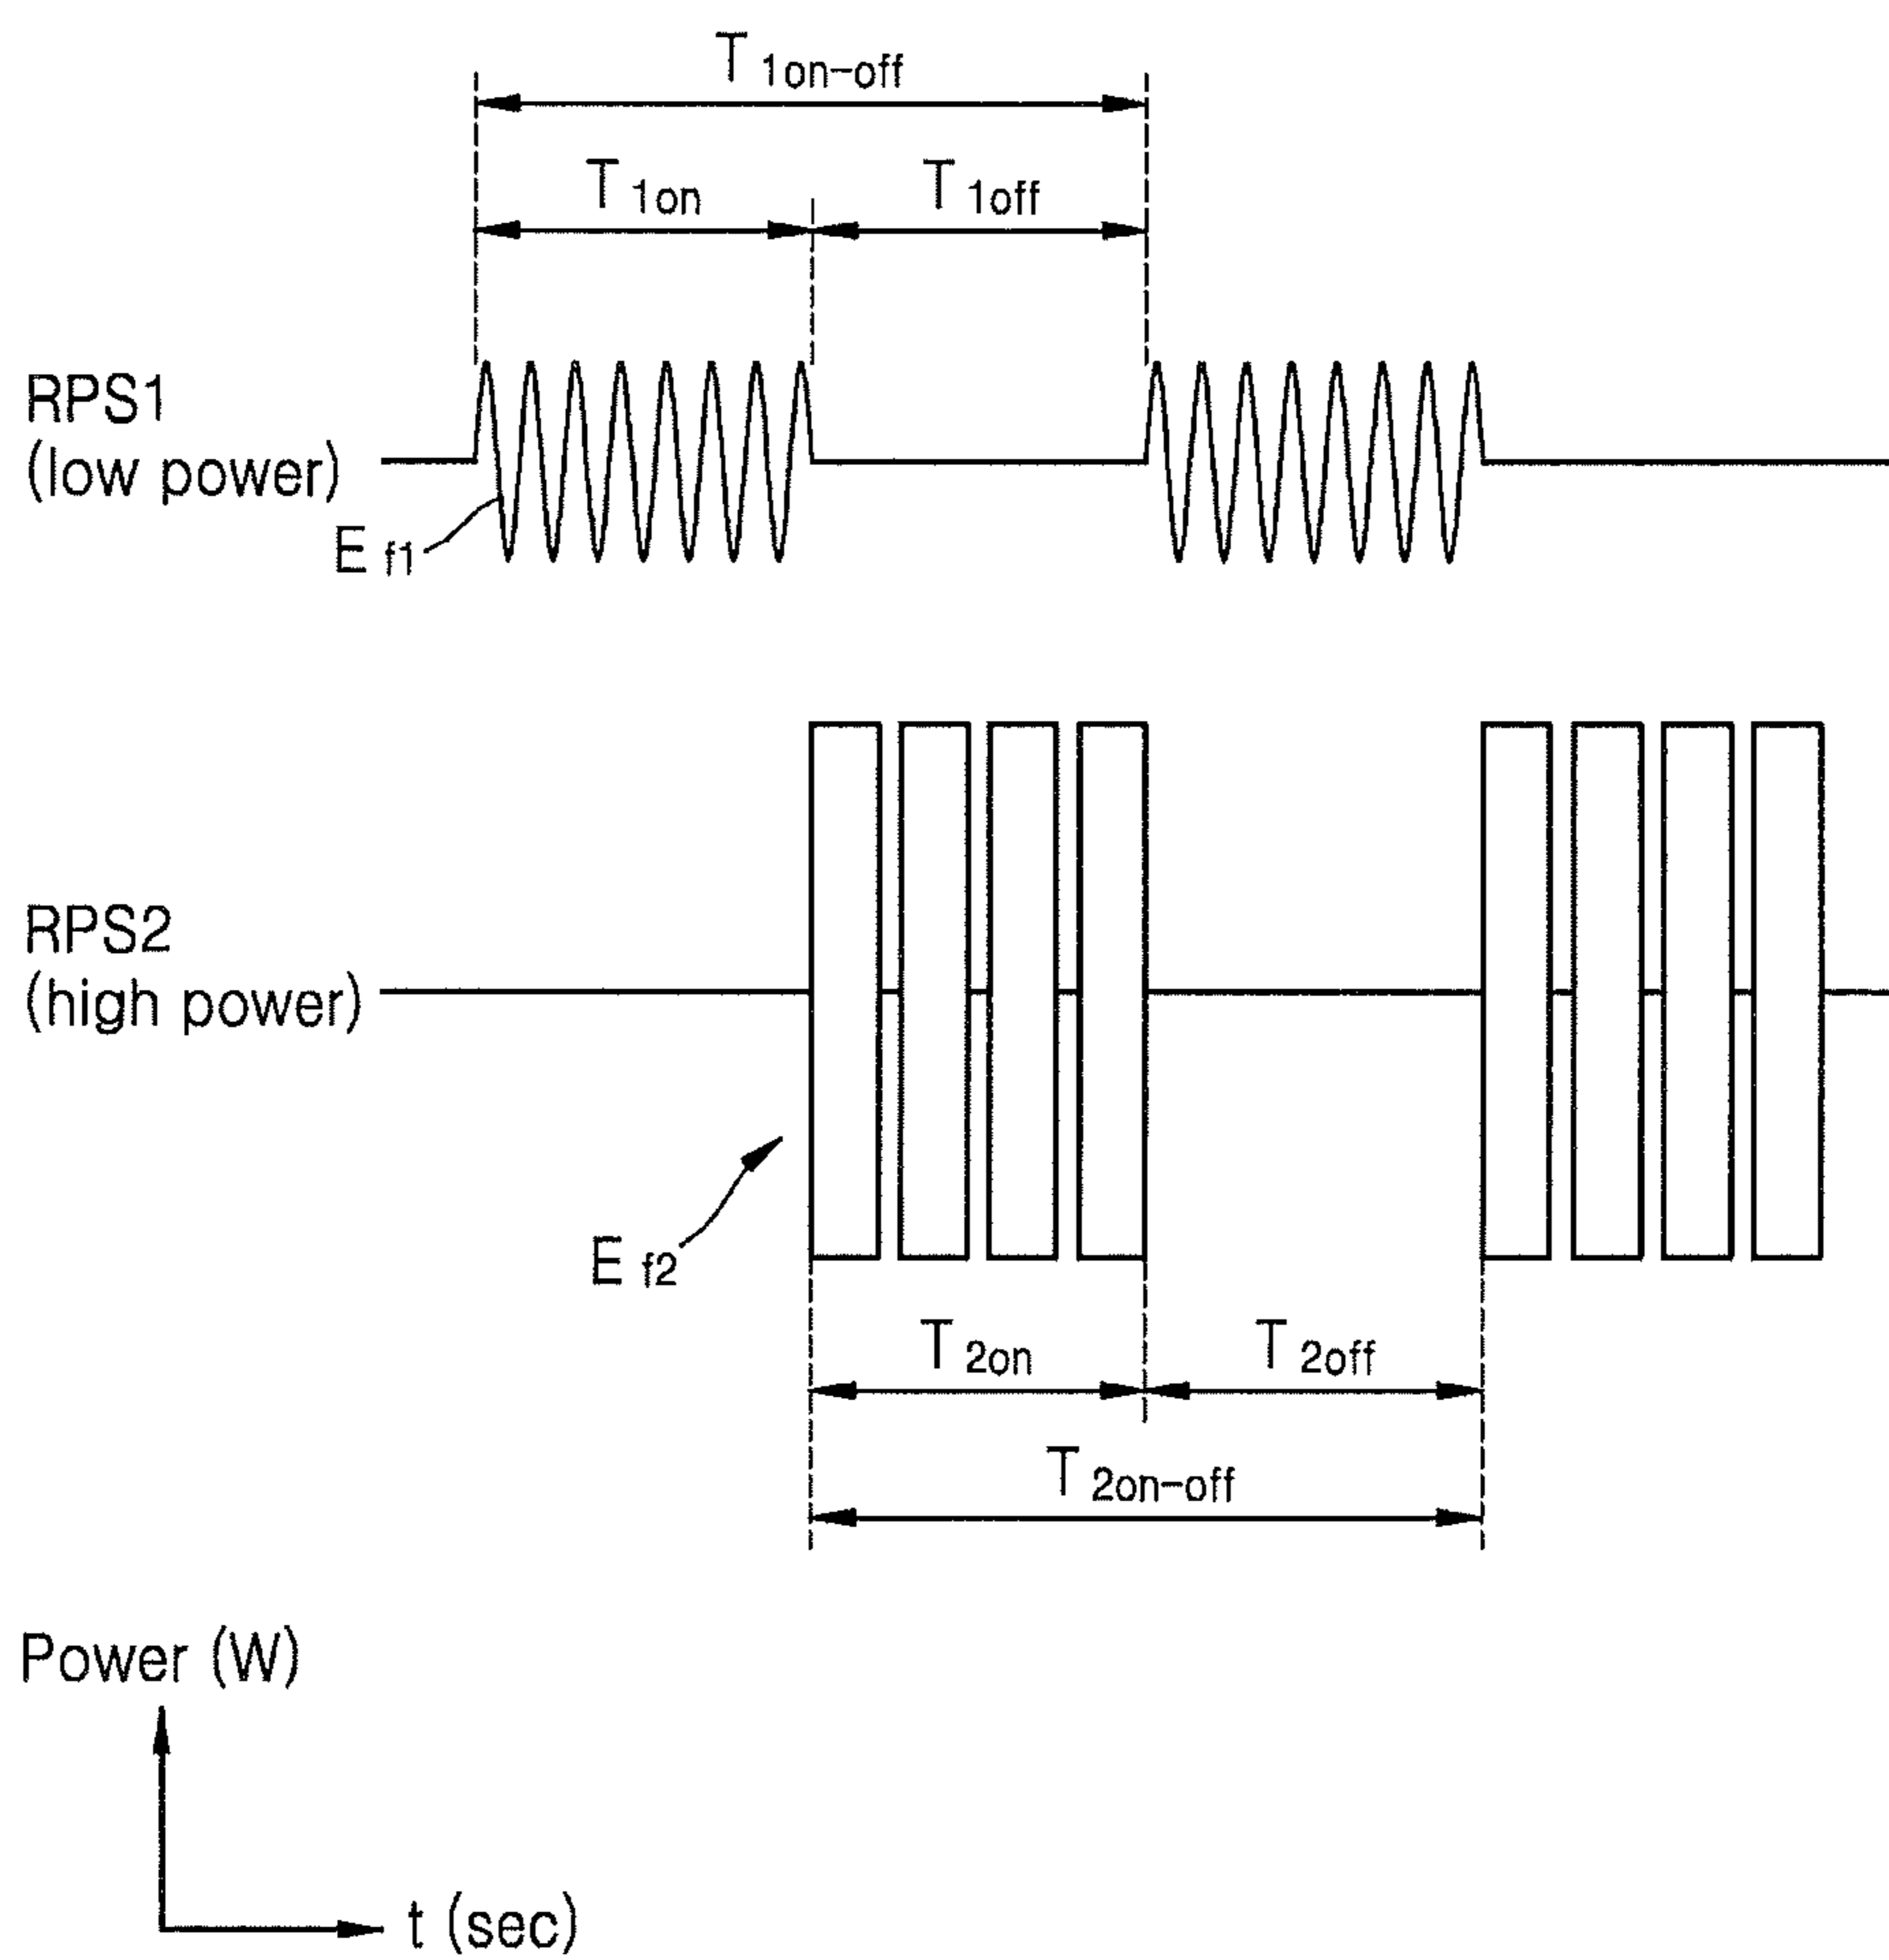 T 1on-off
T 1on
T 1off
RPS1
(low power)
E f1
RPS2
(high power)
E f2
T 2on
T 2off
T 2on-off
Power (W)
t (sec)